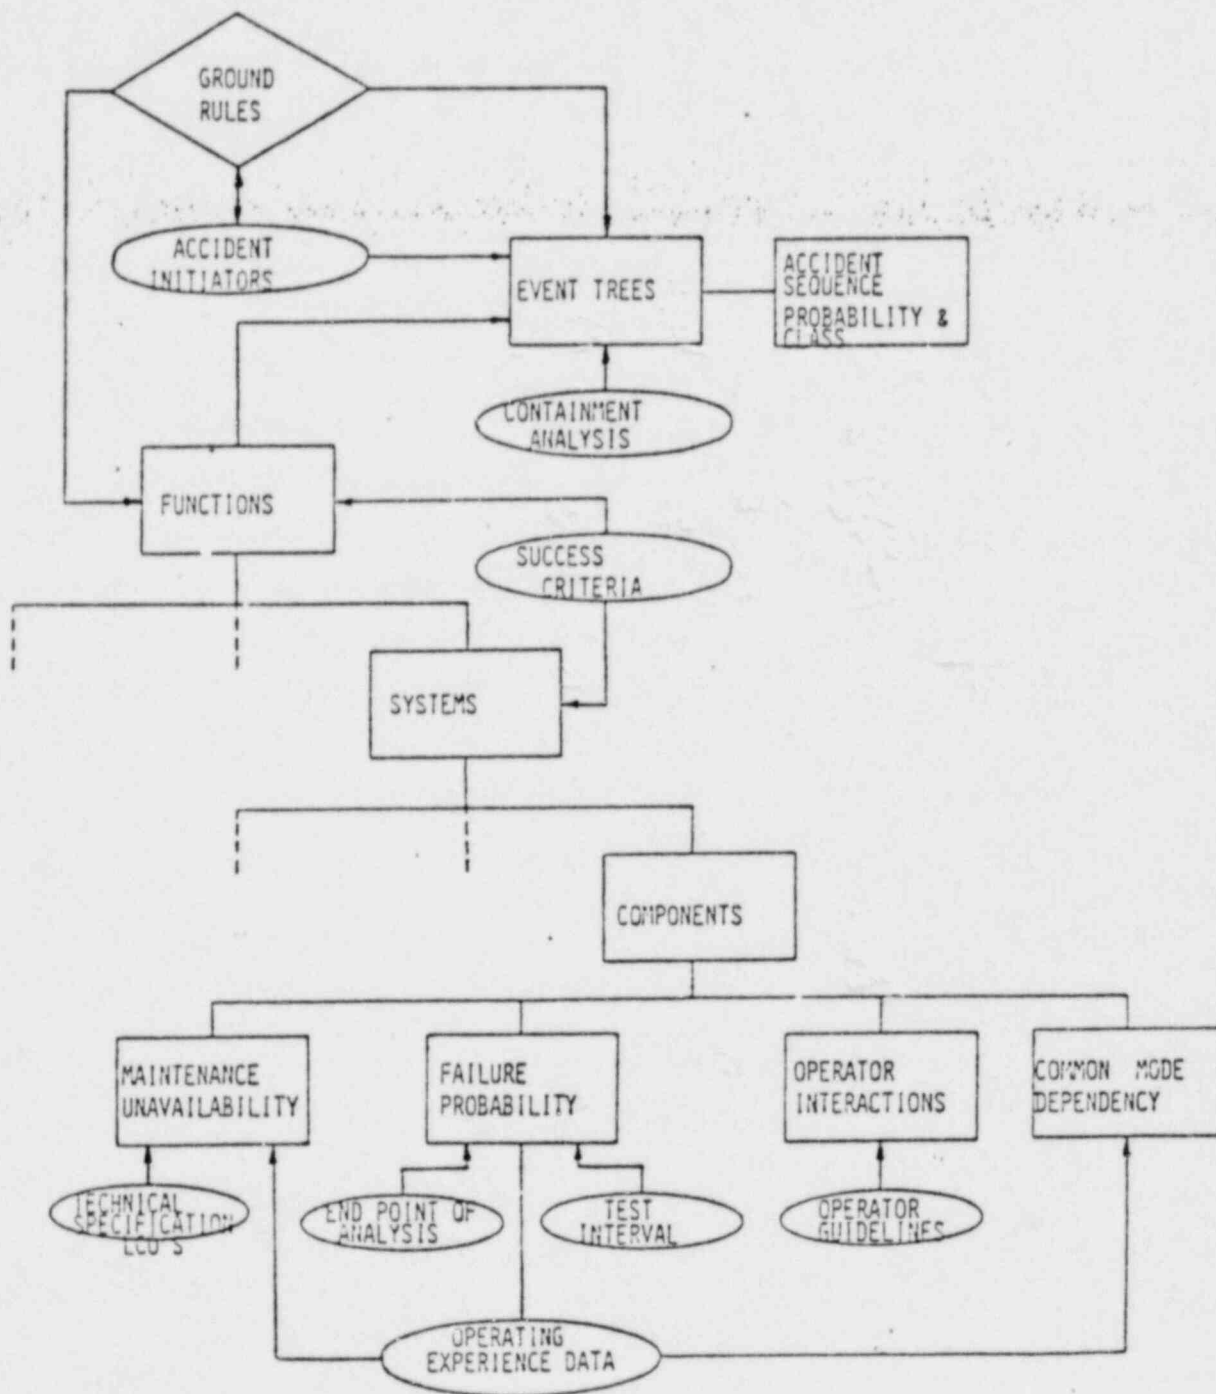 GROUND
RULES
ACCIDENT
INITIATORS
EVENT TREES
ACCIDENT
SEQUENCE
PROBABILITY &
CLASS
CONTAINMENT
ANALYSIS
FUNCTIONS
SUCCESS
CRITERIA
SYSTEMS
COMPONENTS
MAINTENANCE
UNAVAILABILITY
FAILURE
PROBABILITY
OPERATOR
INTERACTIONS
COMMON MODE
DEPENDENCY
TECHNICAL
SPECIFICATION
LCO'S
END POINT OF
ANALYSIS
TEST
INTERVAL
OPERATOR
GUIDELINES
OPERATING
EXPERIENCE DATA